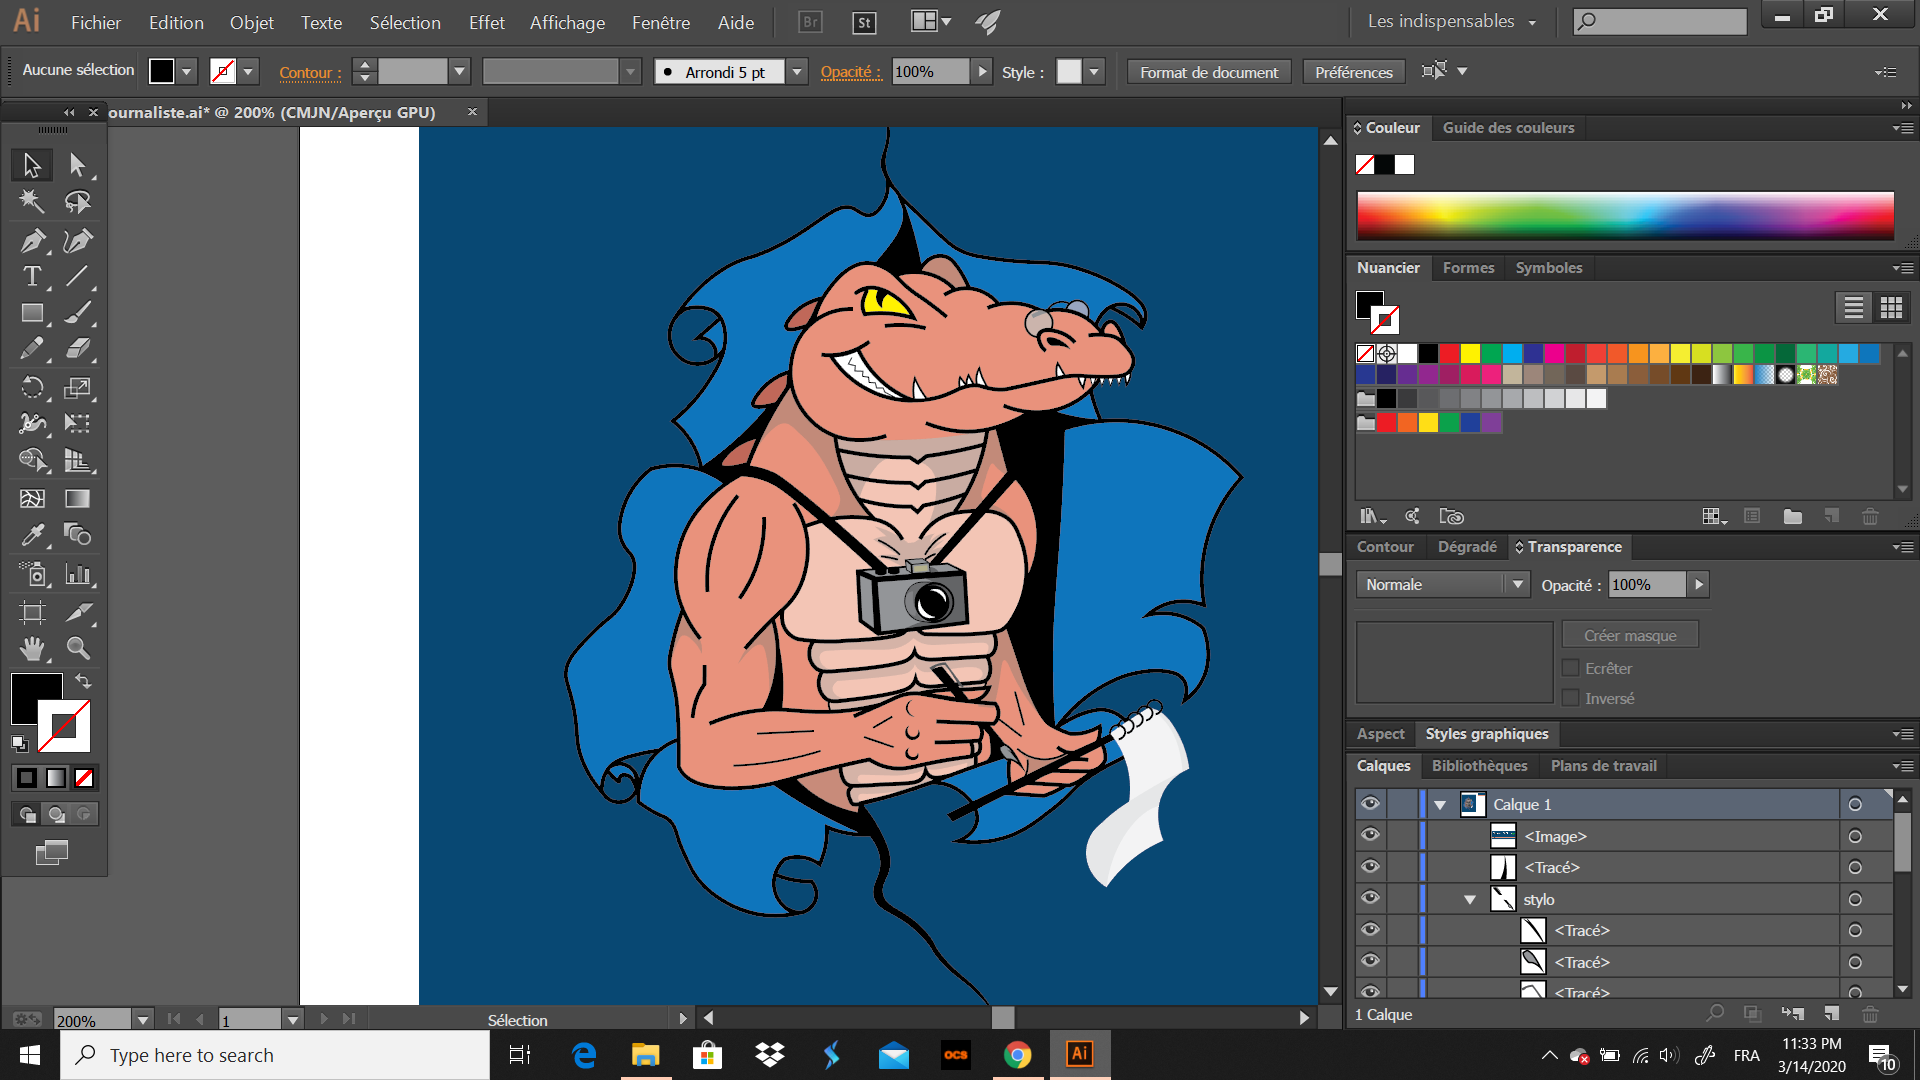 Ai Fichier Edition Objet Texte Sélection Effet Affichage Fenêtre Aide Br St Les indispensables
Aucune sélection Contour : Arrondi 5 pt Opacité : 100% Style : Format de document Préférences
ournaliste.ai* @ 200% (CMJN/Aperçu GPU)
Couleur Guide des couleurs
Nuancier Formes Symboles
Contour Dégradé Transparence
Normale Opacité : 100%
Créer masque
Ecrêter
Inversé
Aspect Styles graphiques
Calques Bibliothèques Plans de travail
Calque 1
<Image>
<Tracé>
stylo
<Tracé>
<Tracé>
<Tracé>
1 Calque
200% 1 Sélection
Type here to search
ocs
Ai
FRA
11:33 PM
3/14/2020
10